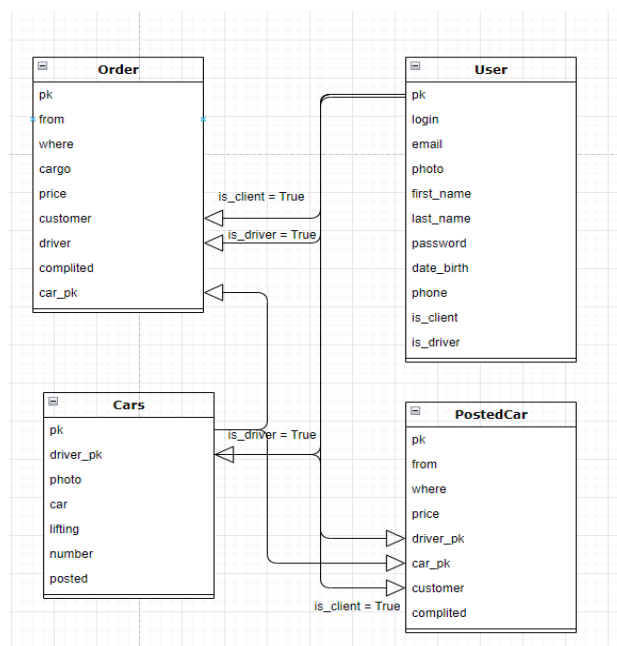 Order
pk
from
where
cargo
price
customer
driver
complited
car_pk
is_client = True
is_driver = True
User
pk
login
email
photo
first_name
last_name
password
date_birth
phone
is_client
is_driver
Cars
pk
driver_pk
photo
car
lifting
number
posted
is_driver = True
PostedCar
pk
from
where
price
driver_pk
car_pk
customer
complited
is_client = True